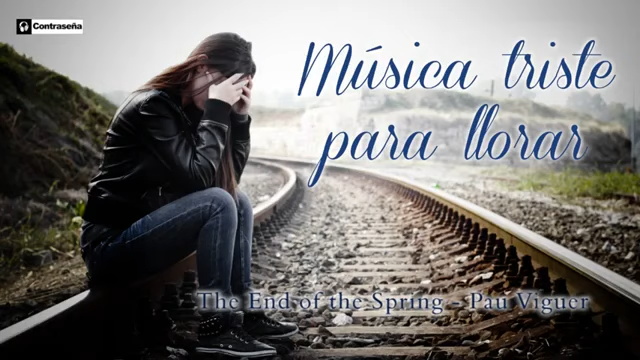 Contraseña
Música triste
para llorar
The End of the Spring - Pau Viguer